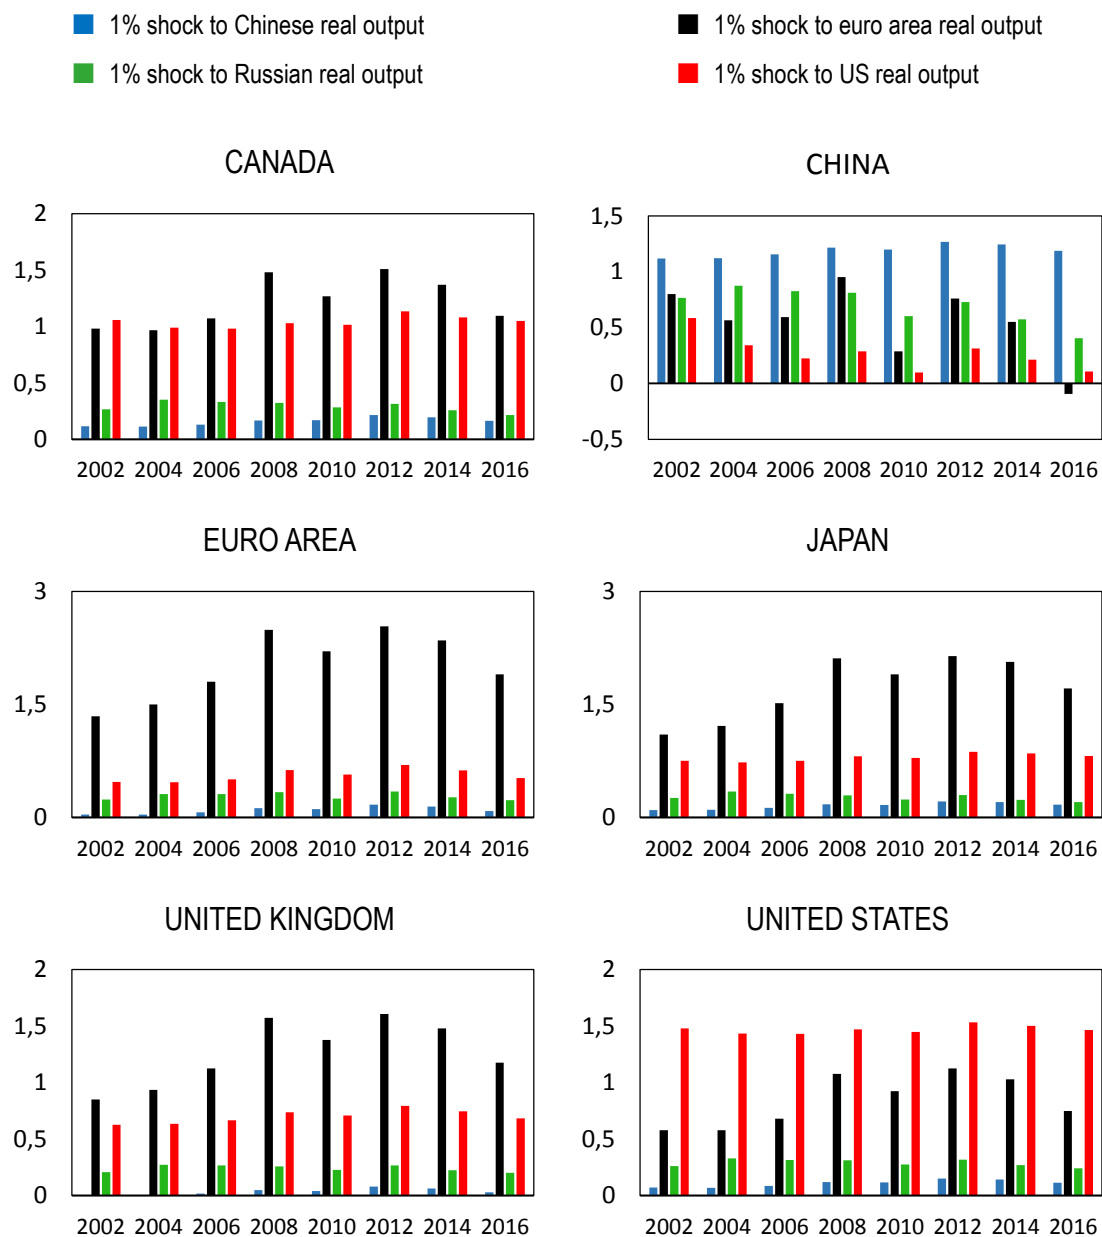 1% shock to Chinese real output
1% shock to euro area real output
1% shock to Russian real output
1% shock to US real output
CANADA
2
1,5
1
0,5
0
2002 2004 2006 2008 2010 2012 2014 2016
CHINA
1,5
1
0,5
0
-0,5
2002 2004 2006 2008 2010 2012 2014 2016
EURO AREA
3
1,5
0
2002 2004 2006 2008 2010 2012 2014 2016
JAPAN
3
1,5
0
2002 2004 2006 2008 2010 2012 2014 2016
UNITED KINGDOM
2
1,5
1
0,5
0
2002 2004 2006 2008 2010 2012 2014 2016
UNITED STATES
2
1,5
1
0,5
0
2002 2004 2006 2008 2010 2012 2014 2016